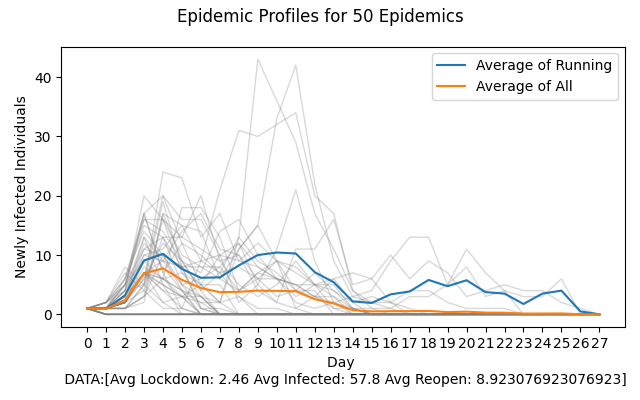 Epidemic Profiles for 50 Epidemics
Average of Running
Average of All
Newly Infected Individuals
40
30
20
10
0
0 1 2 3 4 5 6 7 8 9 10 11 12 13 14 15 16 17 18 19 20 21 22 23 24 25 26 27
Day
DATA:[Avg Lockdown: 2.46 Avg Infected: 57.8 Avg Reopen: 8.923076923076923]